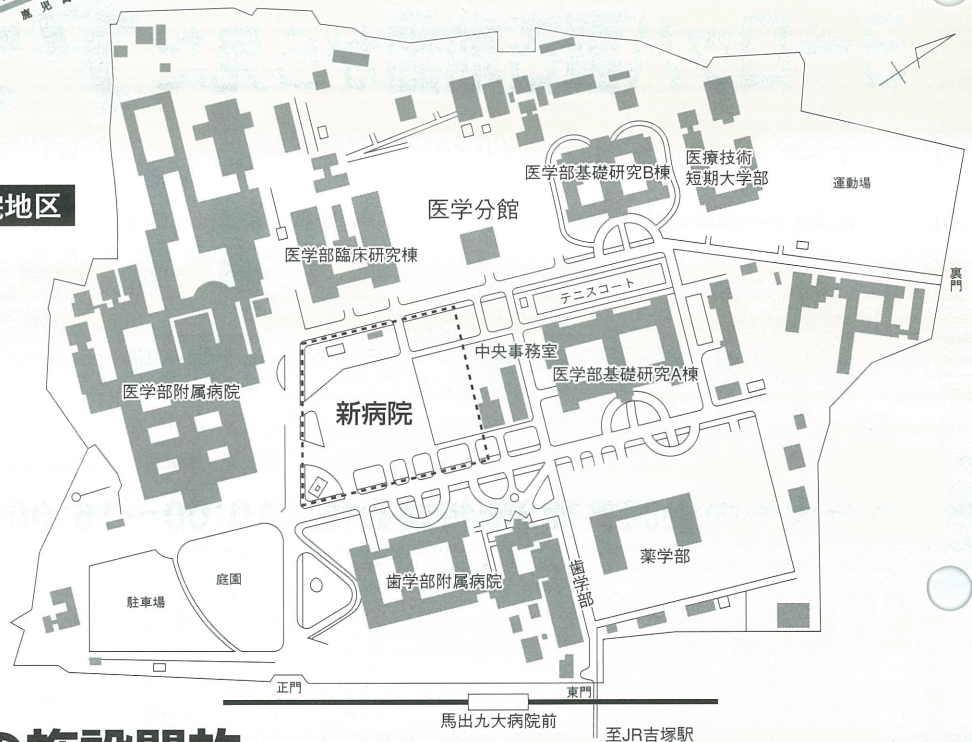 鹿児
院地区
医学部基礎研究B棟
医療技術
短期大学部
運動場
医学分館
医学部臨床研究棟
裏門
テニスコート
中央事務室
医学部基礎研究A棟
医学部附属病院
新病院
薬学部
歯学部附属病院
歯学部
庭園
駐車場
正門
東門
馬出九大病院前
至JR吉塚駅
の施設開放